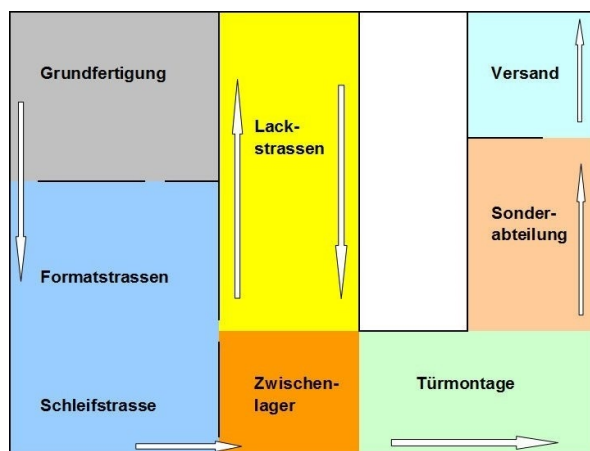 Grundfertigung
Lack-
strassen
Versand
Sonder-
abteilung
Formatstrassen
Schleifstrasse
Zwischen-
lager
Türmontage